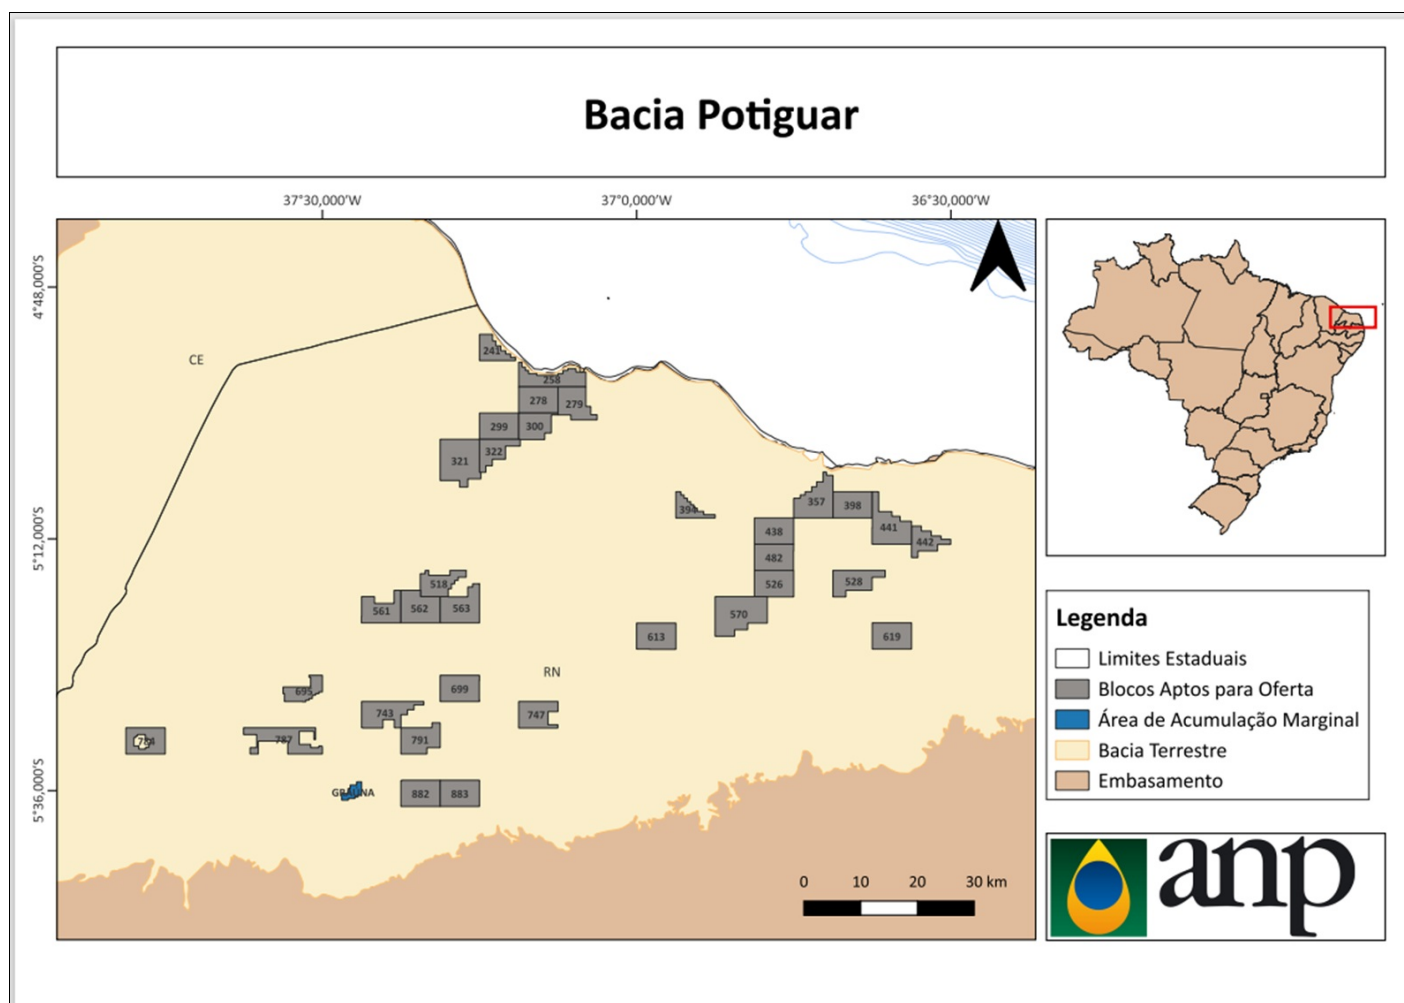 Bacia Potiguar
37°30,000'W
37°0,000'W
36°30,000'W
4°48,000'S
5°12,000'S
5°36,000'S
CE
241
258
278
279
299
300
322
321
357
398
394
441
438
442
482
526
528
518
561
562
563
570
613
619
RN
695
699
743
747
784
787
791
GRAÚNA
882
883
0 10 20 30 km
Legenda
Limites Estaduais
Blocos Aptos para Oferta
Área de Acumulação Marginal
Bacia Terrestre
Embasamento
anp